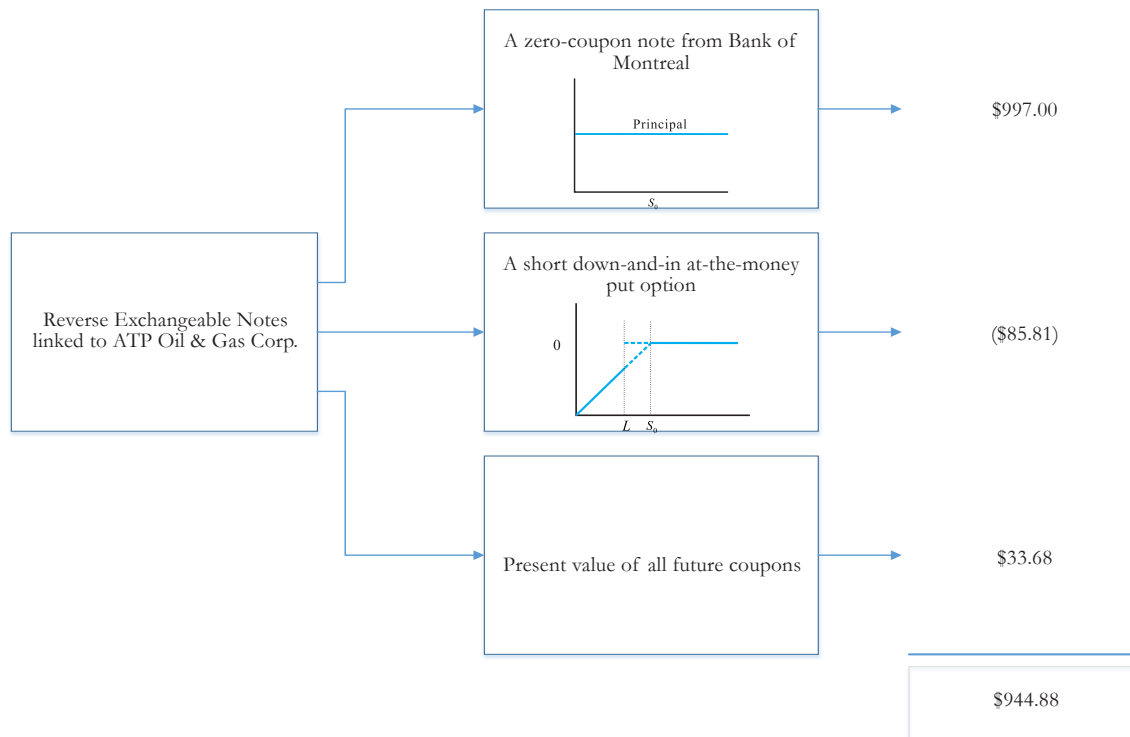 A zero-coupon note from Bank of
Montreal
Principal
S₀
$997.00
Reverse Exchangeable Notes
linked to ATP Oil & Gas Corp.
A short down-and-in at-the-money
put option
0
L S₀
($85.81)
Present value of all future coupons
$33.68
$944.88